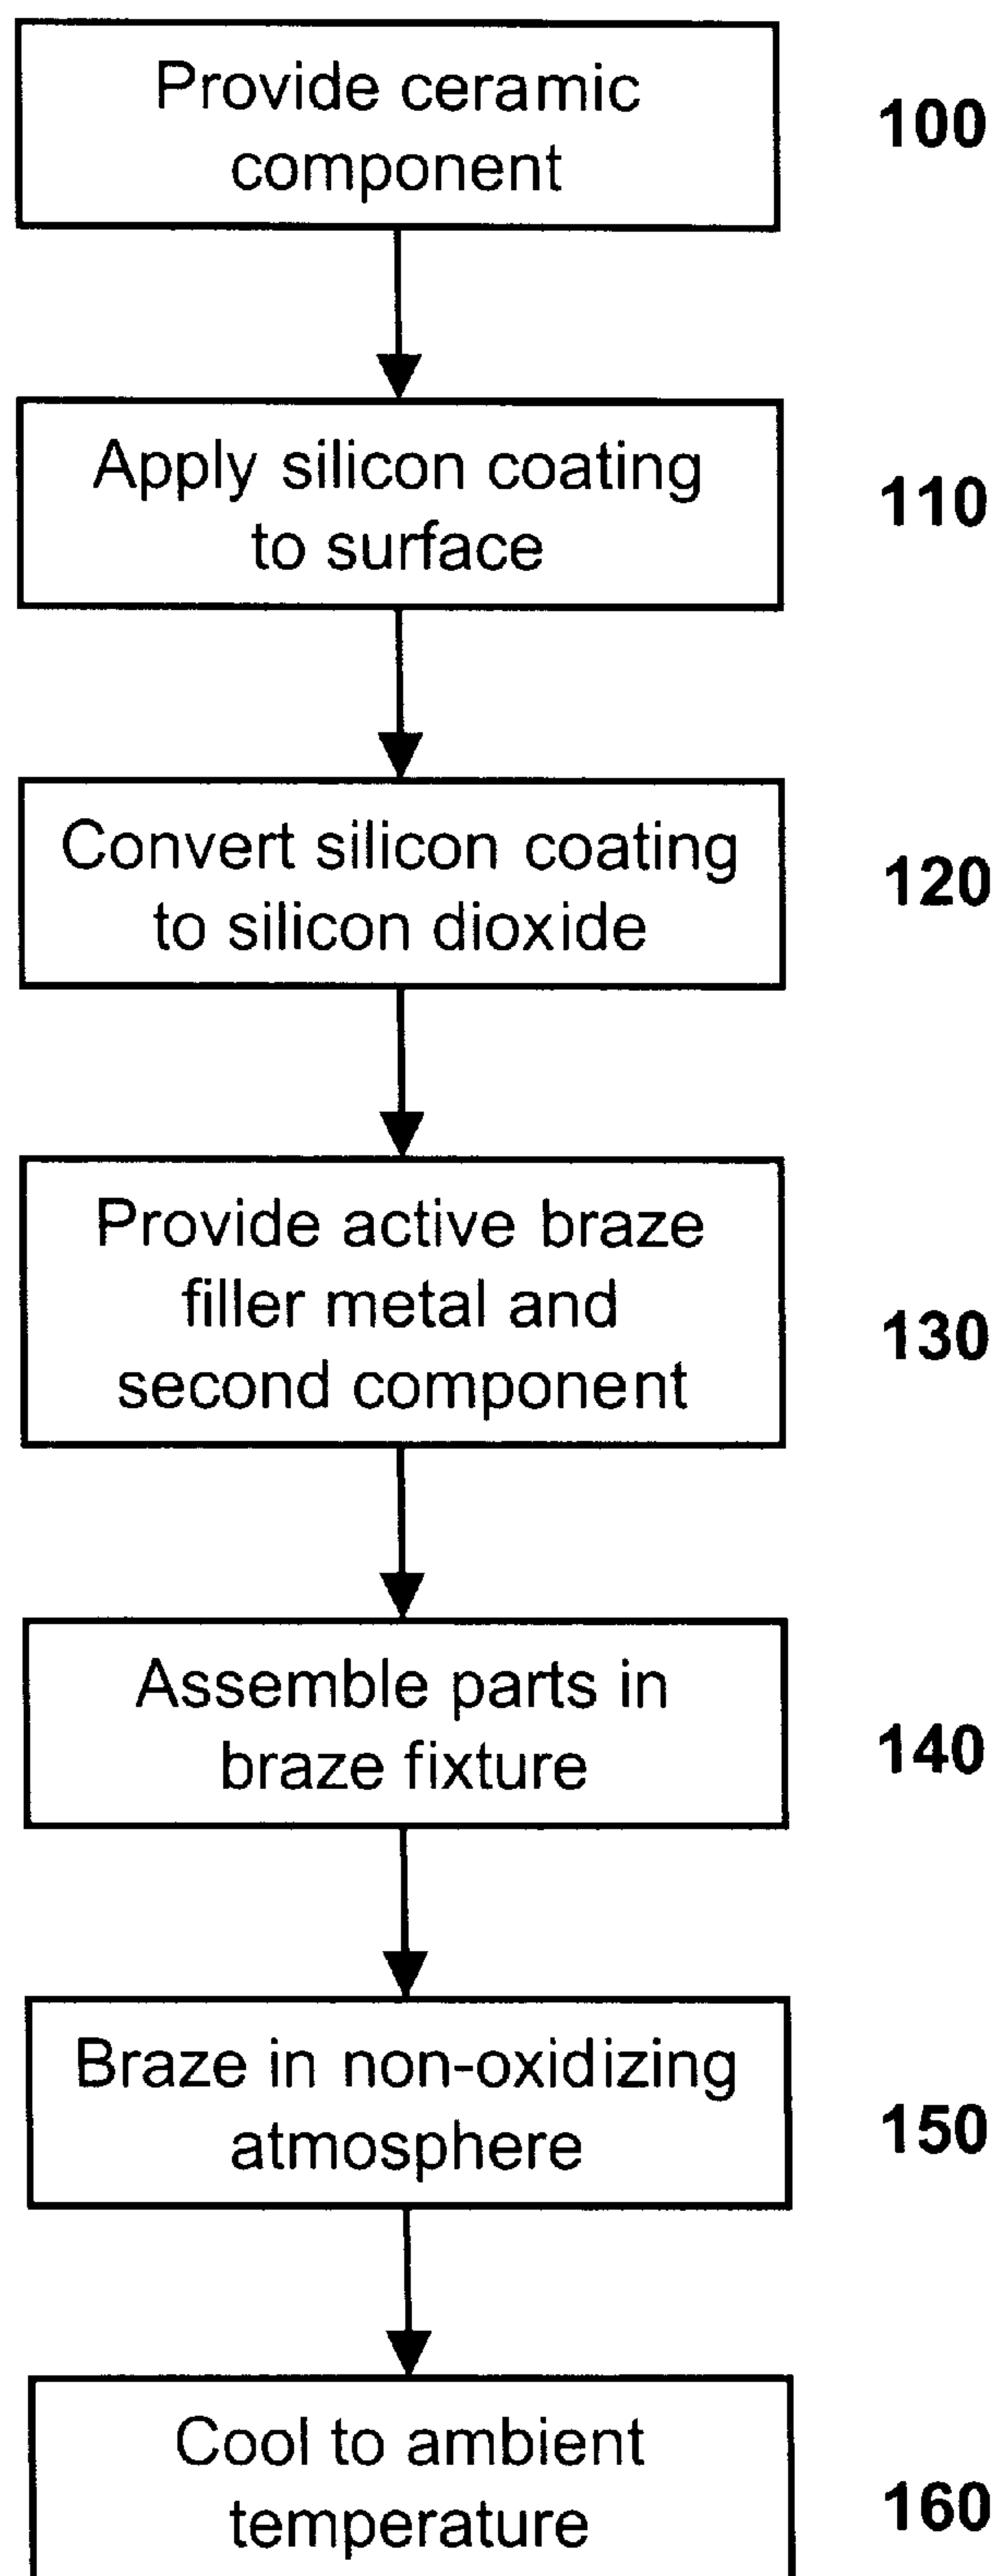 Provide ceramic
component
100
Apply silicon coating
to surface
110
Convert silicon coating
to silicon dioxide
120
Provide active braze
filler metal and
second component
130
Assemble parts in
braze fixture
140
Braze in non-oxidizing
atmosphere
150
Cool to ambient
temperature
160